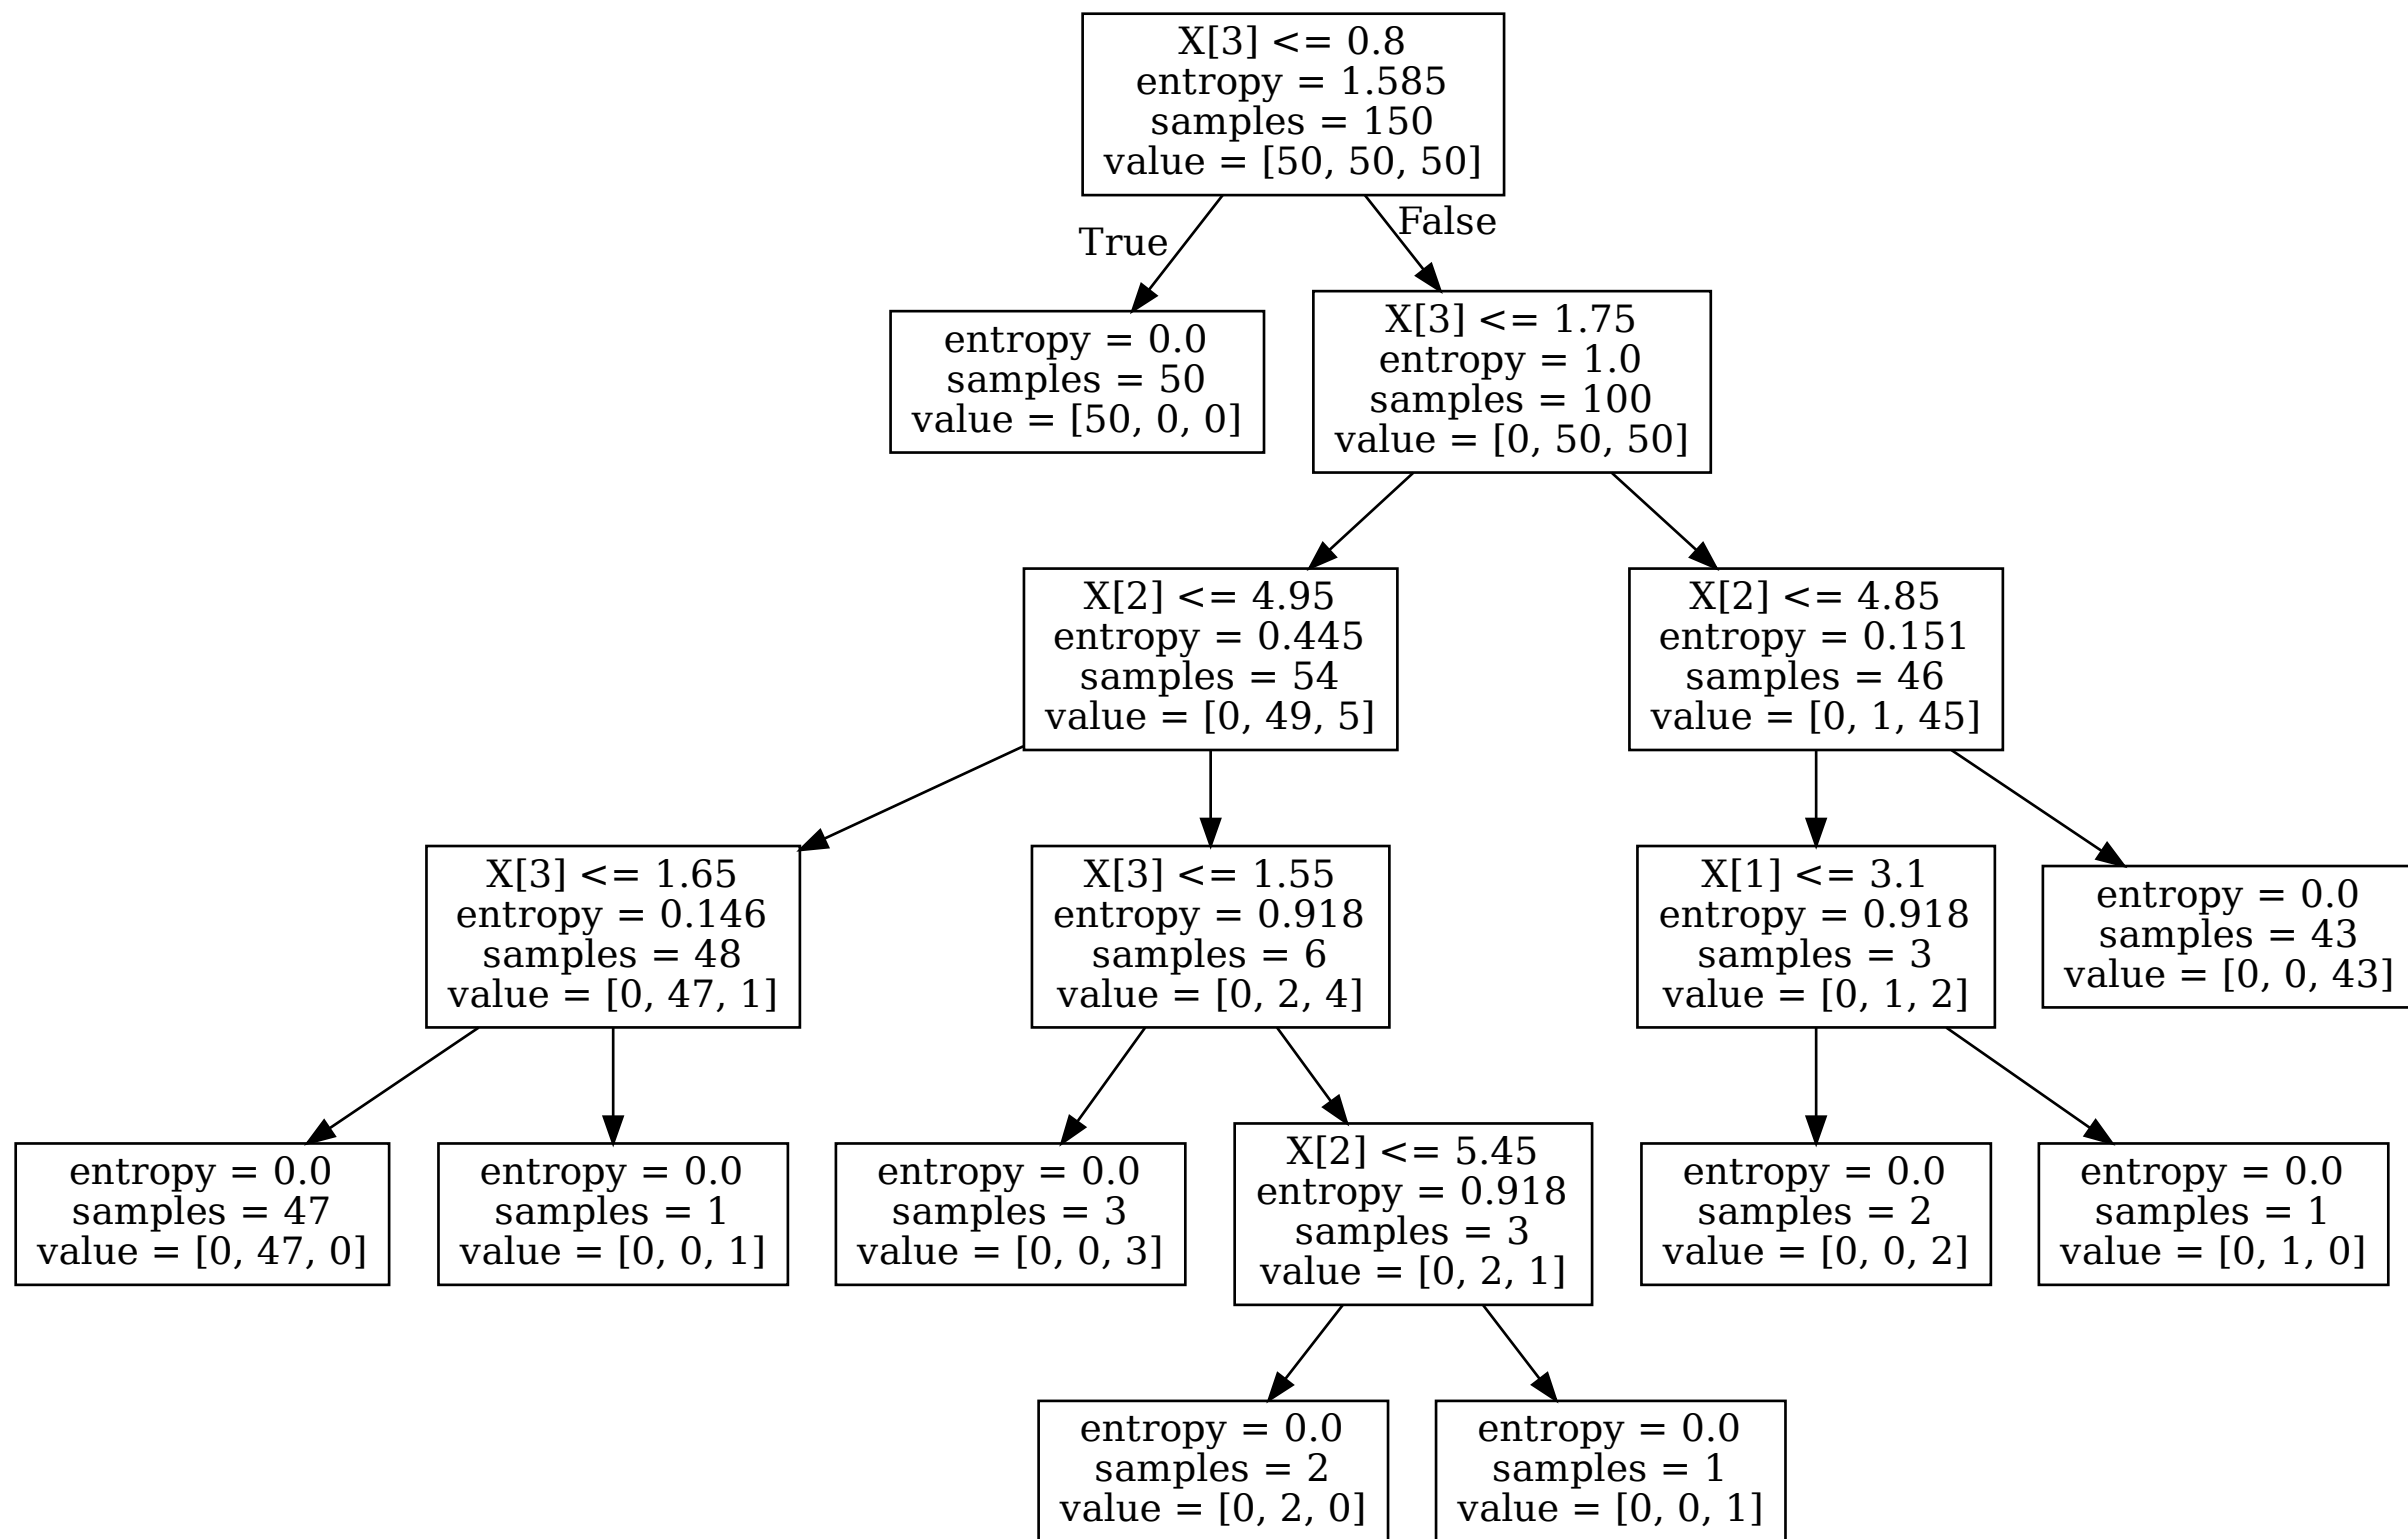 X[3] <= 0.8
entropy = 1.585
samples = 150
value = [50, 50, 50]
True
False
entropy = 0.0
samples = 50
value = [50, 0, 0]
X[3] <= 1.75
entropy = 1.0
samples = 100
value = [0, 50, 50]
X[2] <= 4.95
entropy = 0.445
samples = 54
value = [0, 49, 5]
X[2] <= 4.85
entropy = 0.151
samples = 46
value = [0, 1, 45]
X[3] <= 1.65
entropy = 0.146
samples = 48
value = [0, 47, 1]
X[3] <= 1.55
entropy = 0.918
samples = 6
value = [0, 2, 4]
X[1] <= 3.1
entropy = 0.918
samples = 3
value = [0, 1, 2]
entropy = 0.0
samples = 43
value = [0, 0, 43]
entropy = 0.0
samples = 47
value = [0, 47, 0]
entropy = 0.0
samples = 1
value = [0, 0, 1]
entropy = 0.0
samples = 3
value = [0, 0, 3]
X[2] <= 5.45
entropy = 0.918
samples = 3
value = [0, 2, 1]
entropy = 0.0
samples = 2
value = [0, 0, 2]
entropy = 0.0
samples = 1
value = [0, 1, 0]
entropy = 0.0
samples = 2
value = [0, 2, 0]
entropy = 0.0
samples = 1
value = [0, 0, 1]